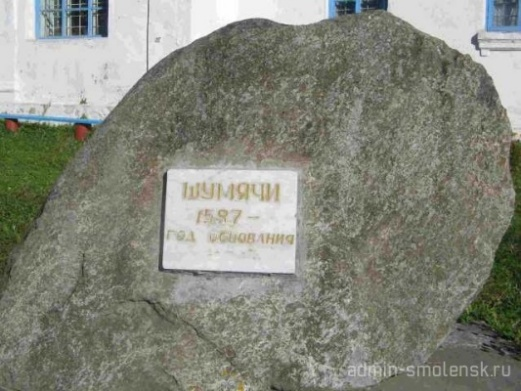 ШУМЯЧИ
1587 -
ГОД ОСНОВАНИЯ
admin-smolensk.ru